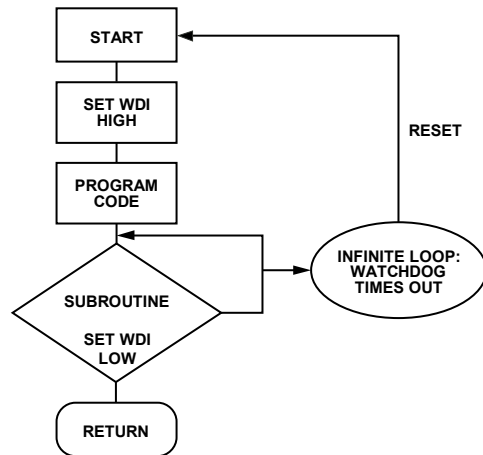 START
SET WDI
HIGH
RESET
PROGRAM
CODE
INFINITE LOOP:
WATCHDOG
TIMES OUT
SUBROUTINE
SET WDI
LOW
RETURN